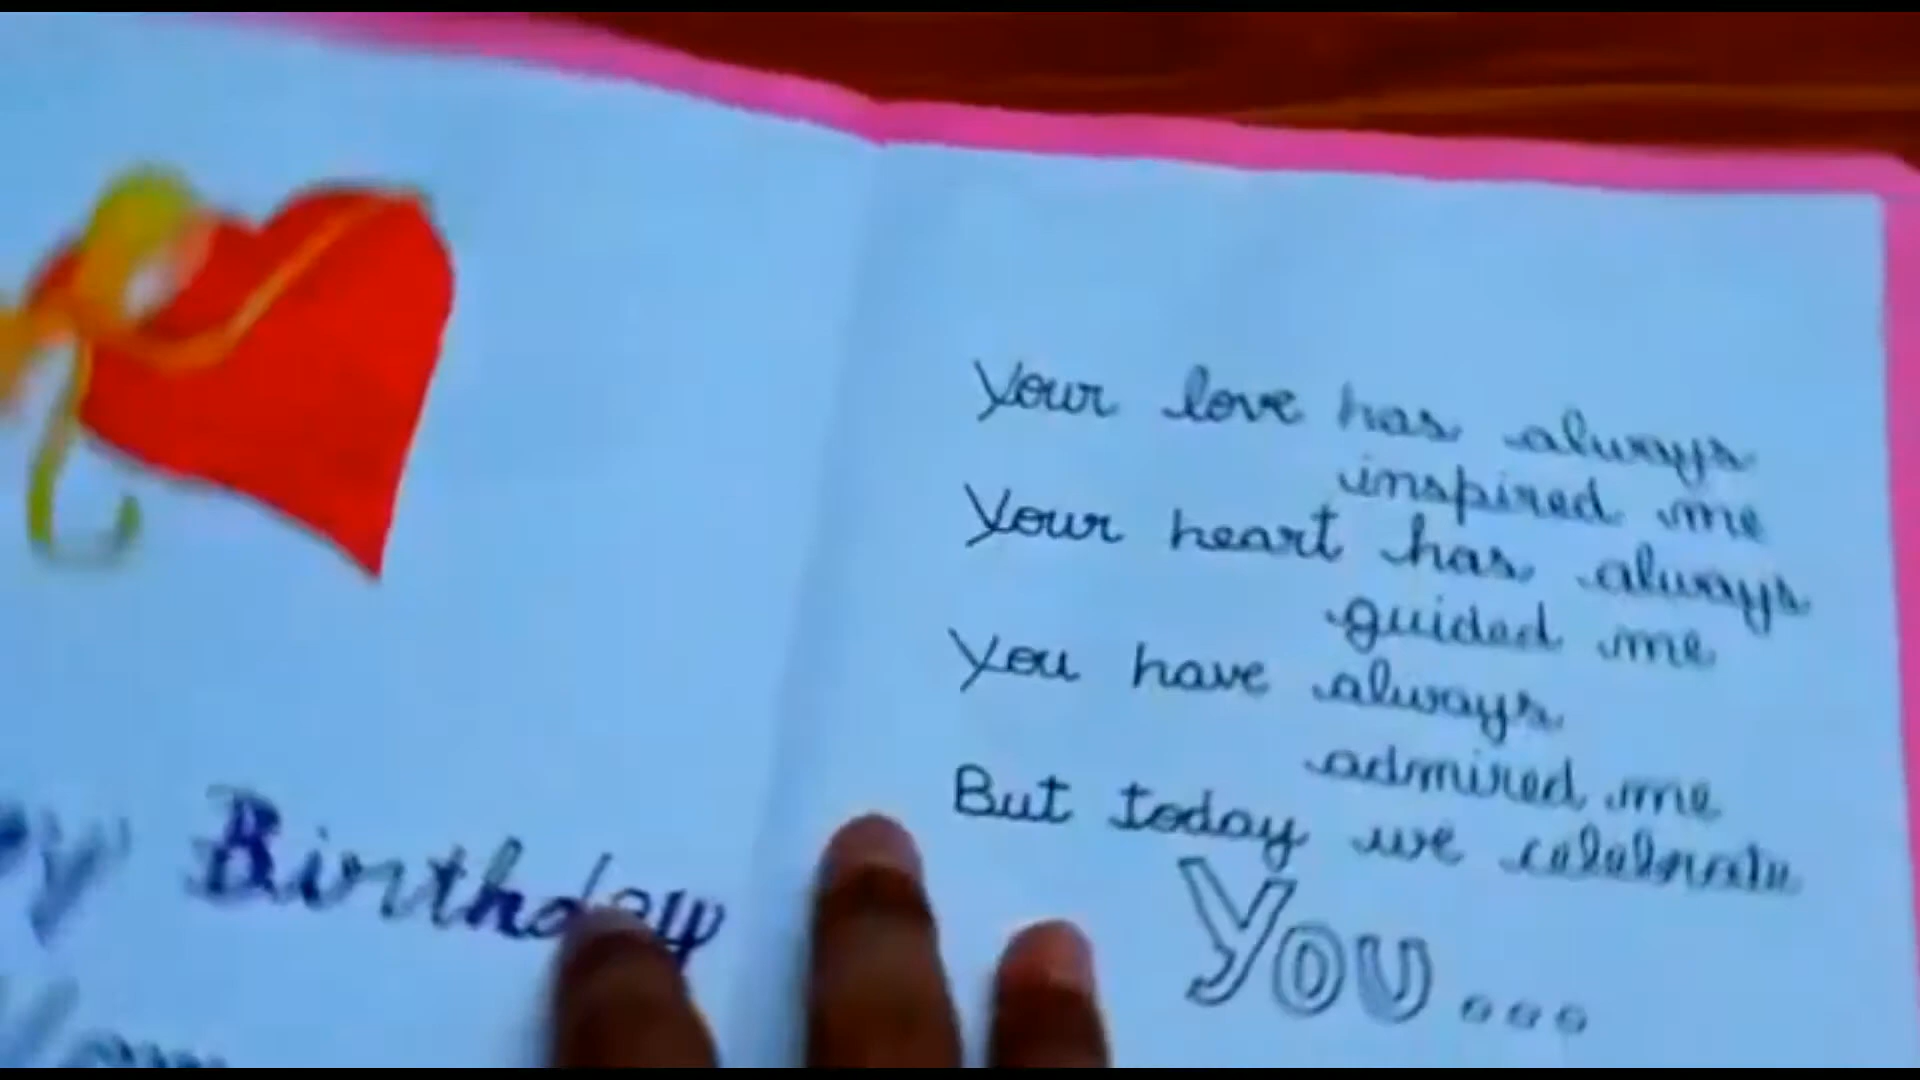 Birthday
Your love has always
inspired me
Your heart has always
guided me
You have always
admired me
But today we celebrate
You...